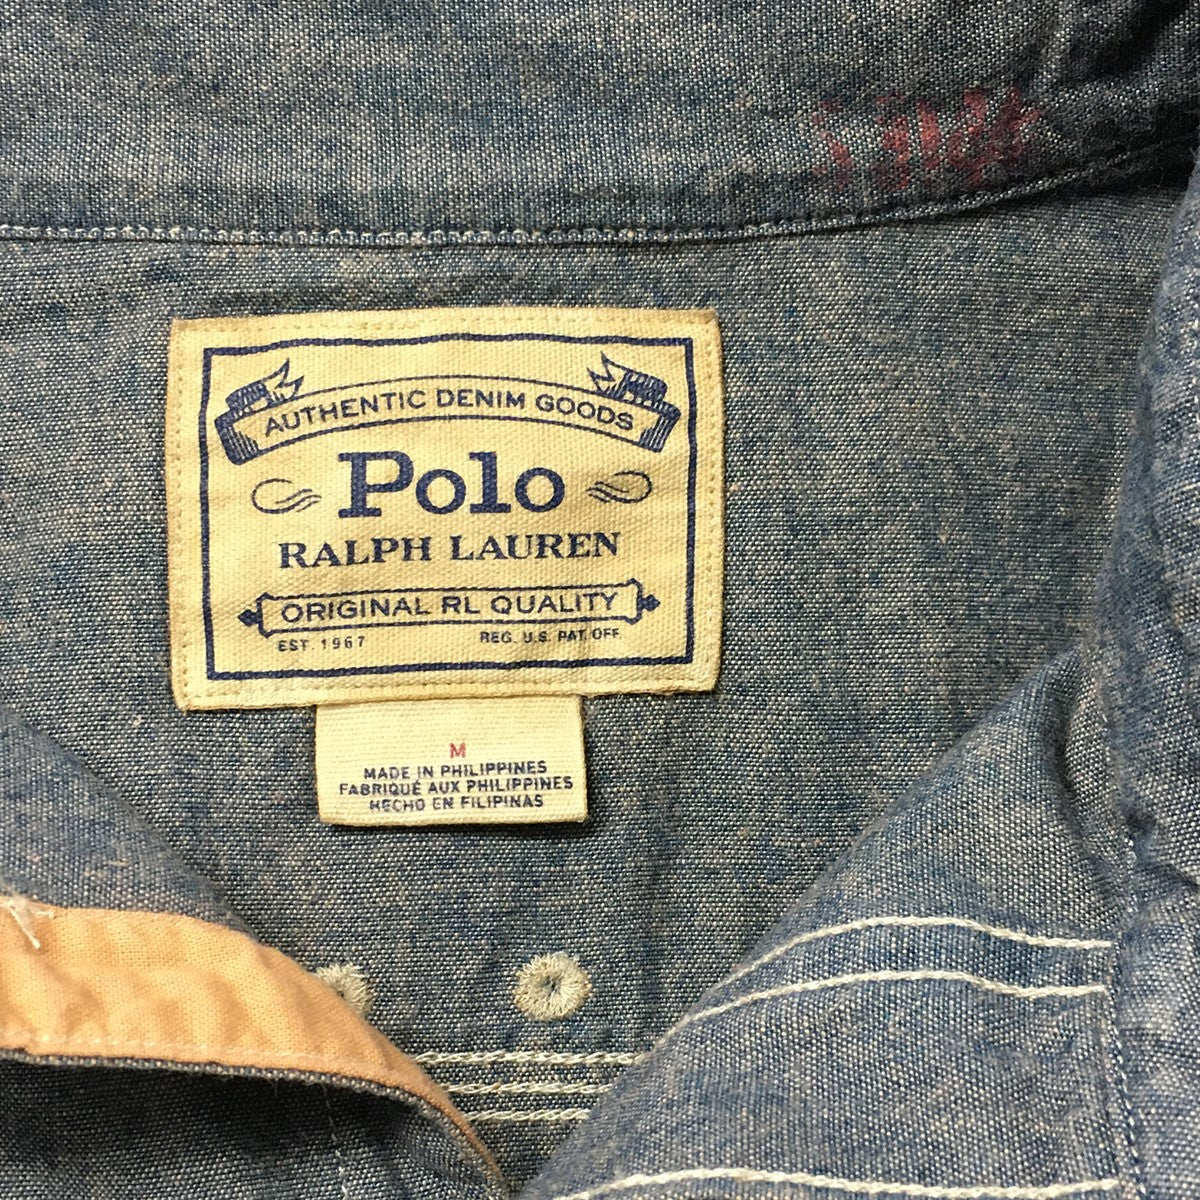 AUTHENTIC DENIM GOODS
Polo
RALPH LAUREN
ORIGINAL RL QUALITY
EST. 1967 REG. U.S. PAT. OFF.
M
MADE IN PHILIPPINES
FABRIQUÉ AUX PHILIPPINES
HECHO EN FILIPINAS